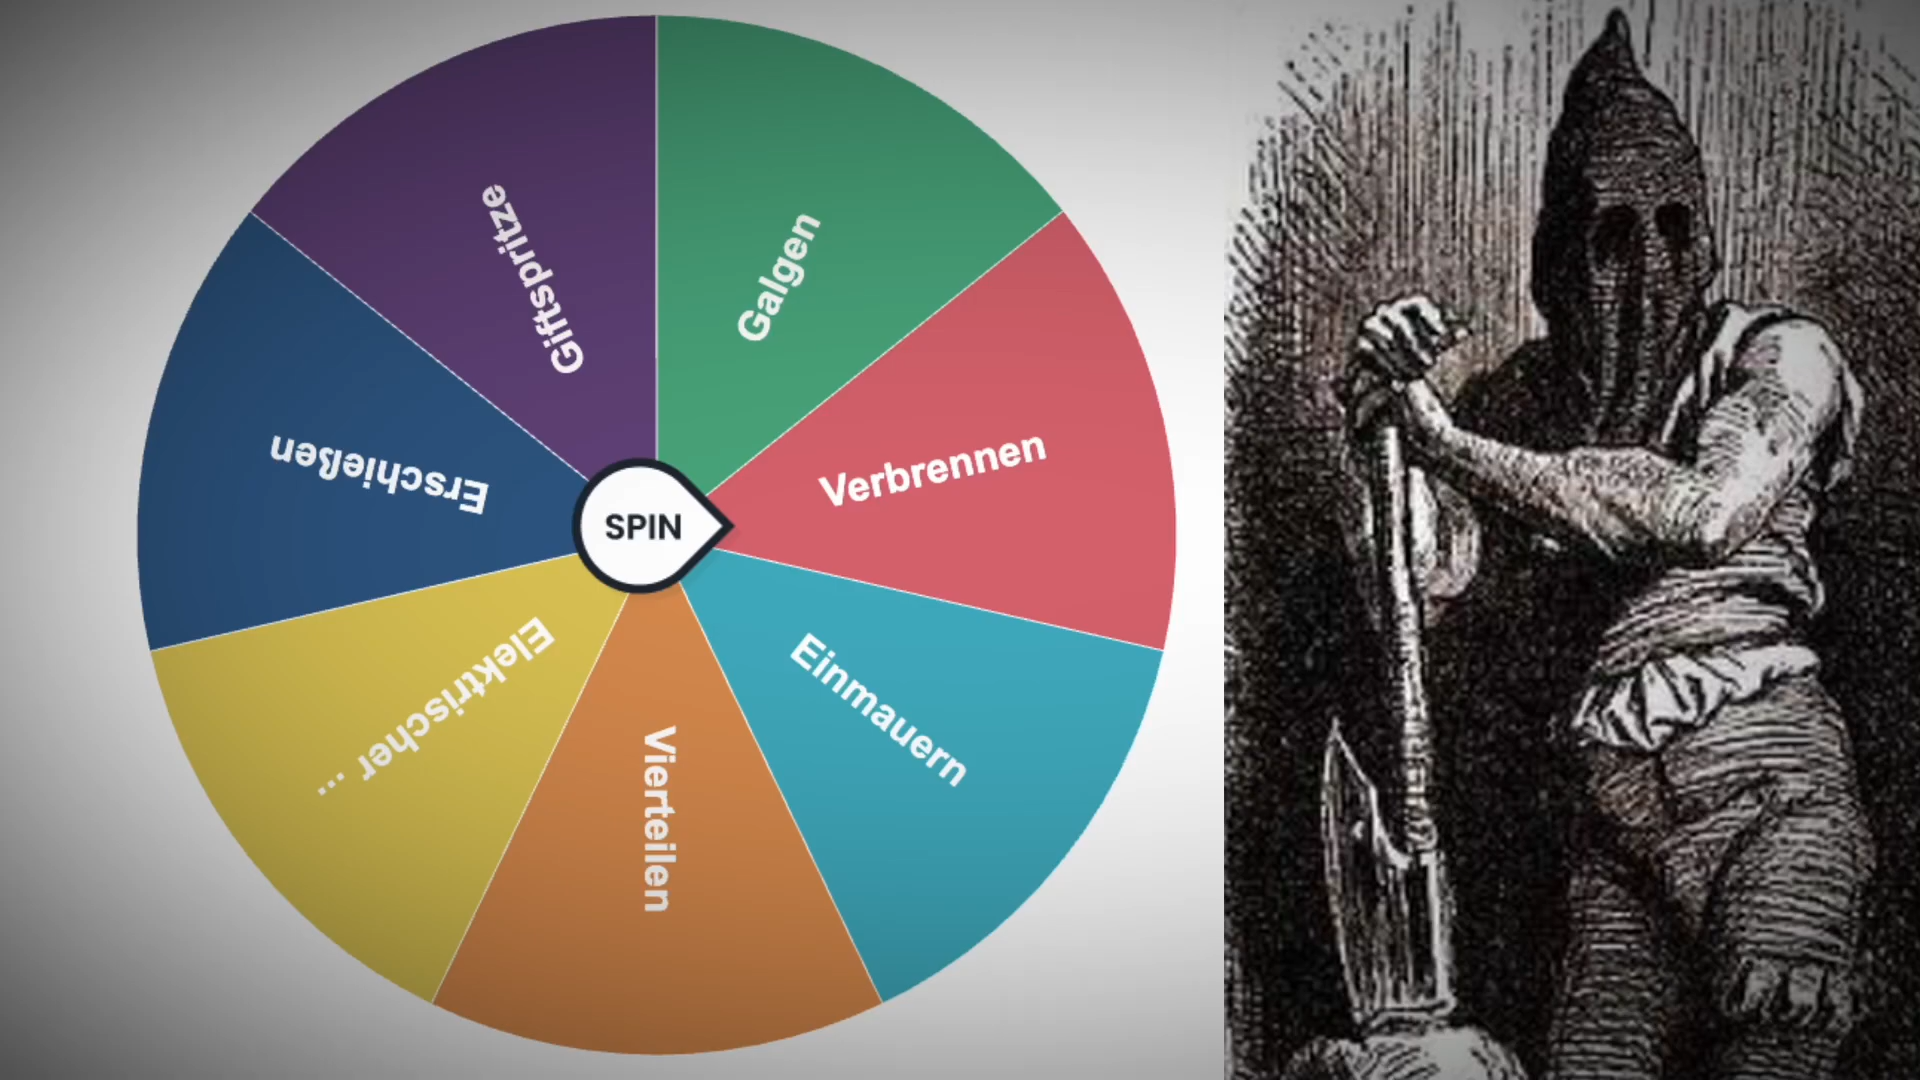 Galgen
Verbrennen
Einmauern
Vierteilen
Elektrischer ...
Erschießen
Giftspritze
SPIN